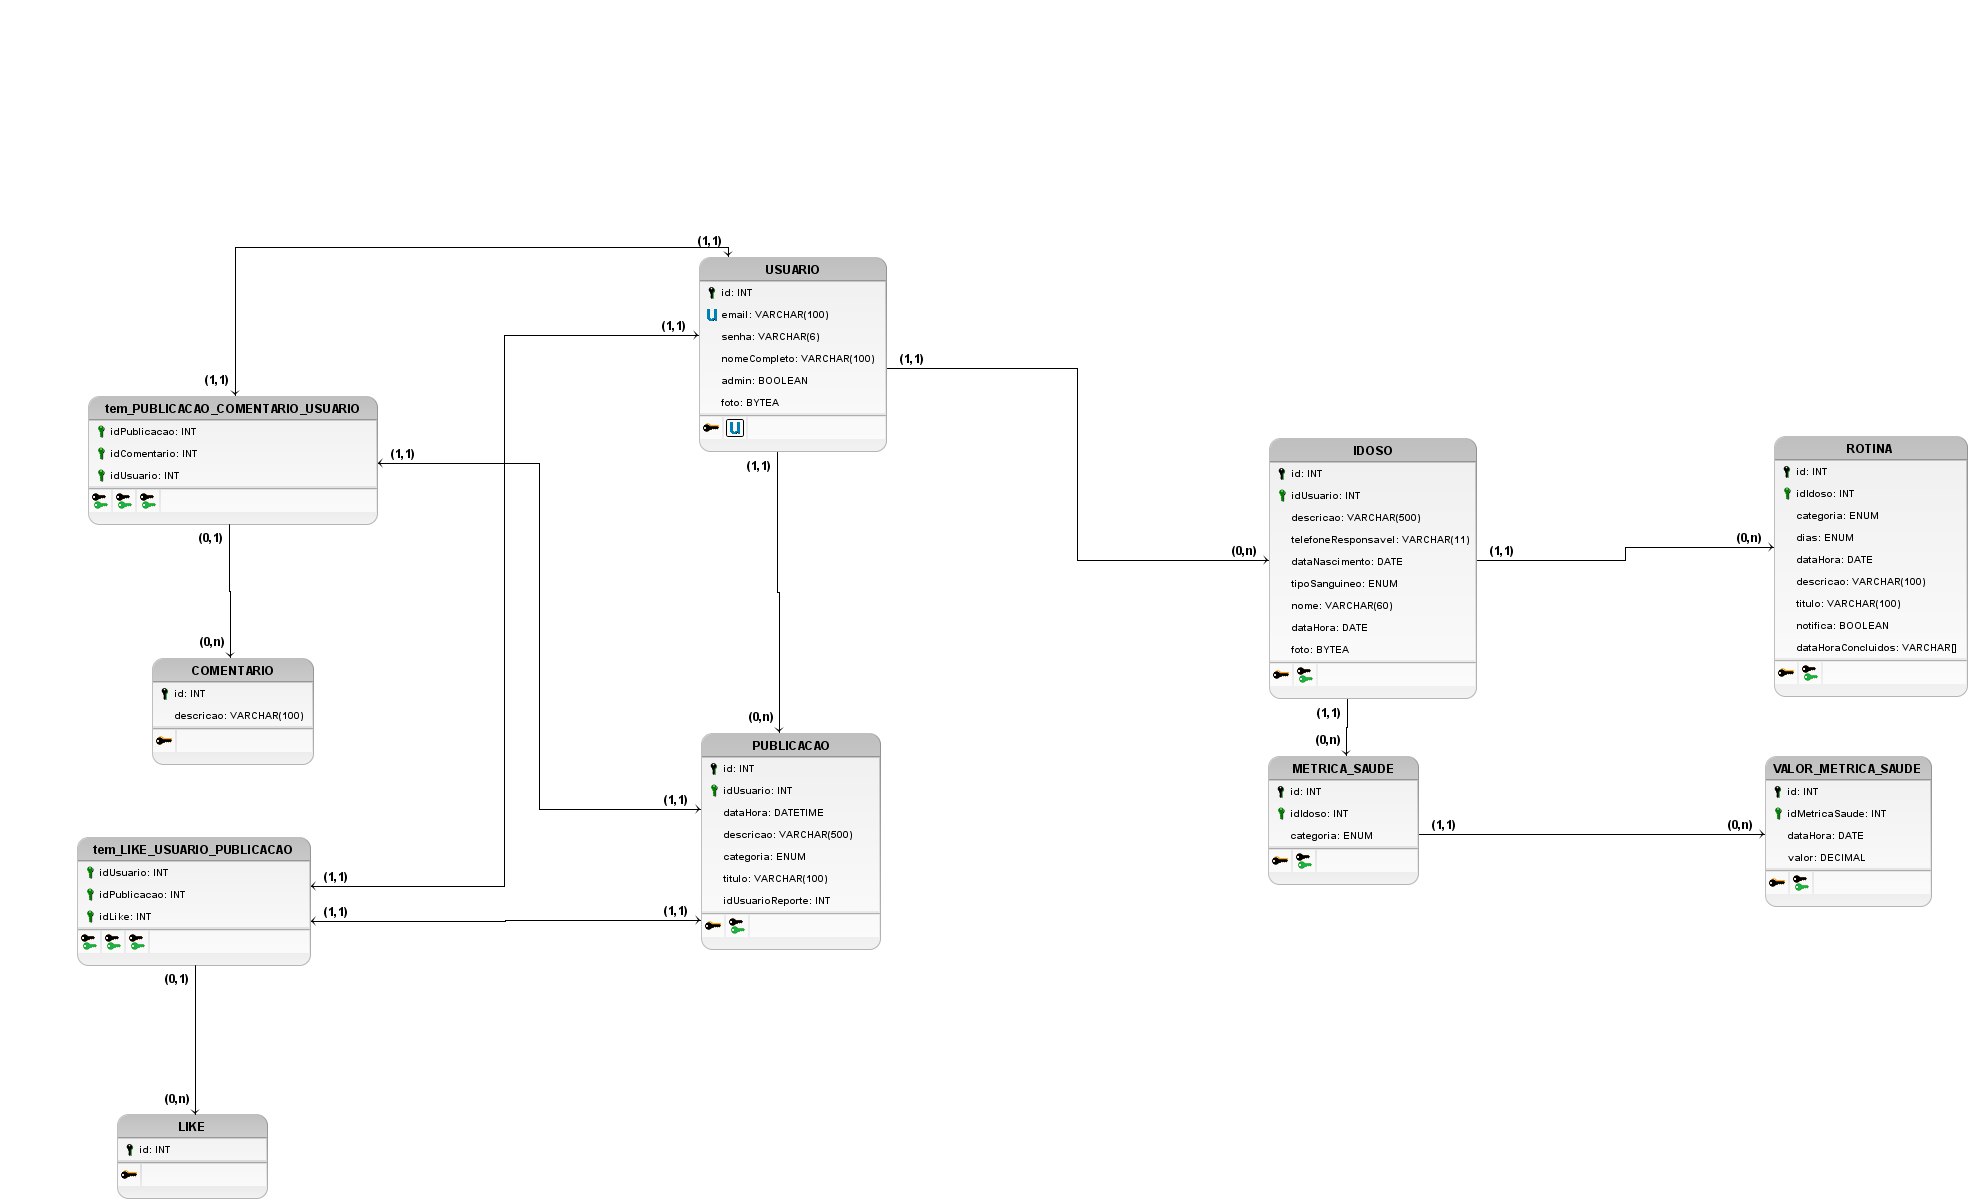 (1,1)
USUARIO
id: INT
u email: VARCHAR(100)
senha: VARCHAR(6)
nomeCompleto: VARCHAR(100)
admin: BOOLEAN
foto: BYTEA
u
(1,1)
(1,1)
(1,1)
(1,1)
tem_PUBLICACAO_COMENTARIO_USUARIO
idPublicacao: INT
idComentario: INT
idUsuario: INT
(1,1)
(0,1)
(0,n)
COMENTARIO
id: INT
descricao: VARCHAR(100)
(0,n)
PUBLICACAO
id: INT
idUsuario: INT
dataHora: DATETIME
descricao: VARCHAR(500)
categoria: ENUM
titulo: VARCHAR(100)
idUsuarioReporte: INT
(1,1)
(1,1)
tem_LIKE_USUARIO_PUBLICACAO
idUsuario: INT
idPublicacao: INT
idLike: INT
(1,1)
(1,1)
(0,1)
(0,n)
LIKE
id: INT
(0,n)
IDOSO
id: INT
idUsuario: INT
descricao: VARCHAR(500)
telefoneResponsavel: VARCHAR(11)
dataNascimento: DATE
tipoSanguineo: ENUM
nome: VARCHAR(60)
dataHora: DATE
foto: BYTEA
(1,1)
(0,n)
ROTINA
id: INT
idIdoso: INT
categoria: ENUM
dias: ENUM
dataHora: DATE
descricao: VARCHAR(100)
titulo: VARCHAR(100)
notifica: BOOLEAN
dataHoraConcluidos: VARCHAR[]
(1,1)
(0,n)
METRICA_SAUDE
id: INT
idIdoso: INT
categoria: ENUM
(1,1)
(0,n)
VALOR_METRICA_SAUDE
id: INT
idMetricaSaude: INT
dataHora: DATE
valor: DECIMAL